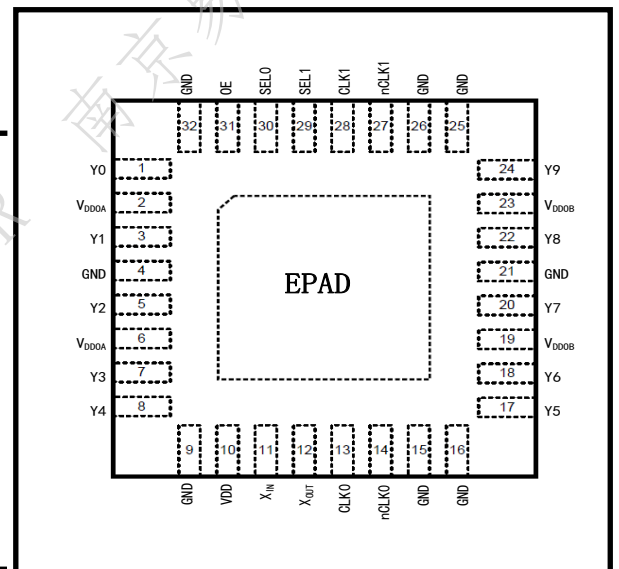 南京
GND OE SEL0 SEL1 CLK1 nCLK1 GND GND
32 31 30 29 28 27 26 25
Y0 1 24 Y9
VDDOA 2 23 VDDOB
Y1 3 22 Y8
GND 4 21 GND
EPAD
Y2 5 20 Y7
VDDOA 6 19 VDDOB
Y3 7 18 Y6
Y4 8 17 Y5
9 10 11 12 13 14 15 16
GND VDD XIN XOUT CLK0 nCLK0 GND GND